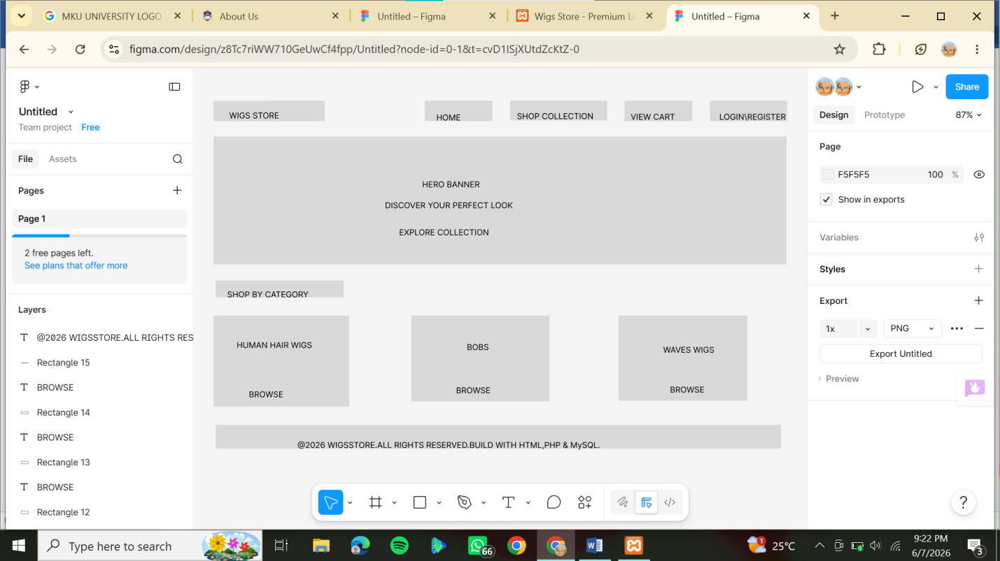 MKU UNIVERSITY LOGO
About Us
Untitled – Figma
Wigs Store - Premium Lu
Untitled – Figma
figma.com/design/z8Tc7riWW710GeUwCf4fpp/Untitled?node-id=0-1&t=cvD1ISjXUtdZcKtZ-0
Untitled
Team project Free
File Assets
Pages
Page 1
2 free pages left.
See plans that offer more
Layers
@2026 WIGSSTORE.ALL RIGHTS RES
Rectangle 15
BROWSE
Rectangle 14
BROWSE
Rectangle 13
BROWSE
Rectangle 12
WIGS STORE
HOME
SHOP COLLECTION
VIEW CART
LOGIN\REGISTER
HERO BANNER
DISCOVER YOUR PERFECT LOOK
EXPLORE COLLECTION
SHOP BY CATEGORY
HUMAN HAIR WIGS
BROWSE
BOBS
BROWSE
WAVES WIGS
BROWSE
@2026 WIGSSTORE.ALL RIGHTS RESERVED.BUILD WITH HTML,PHP & MySQL.
Share
Design Prototype 87%
Page
F5F5F5 100 %
Show in exports
Variables
Styles
Export
1x PNG
Export Untitled
Preview
?
Type here to search
66
1
25°C
9:22 PM
6/7/2026
3